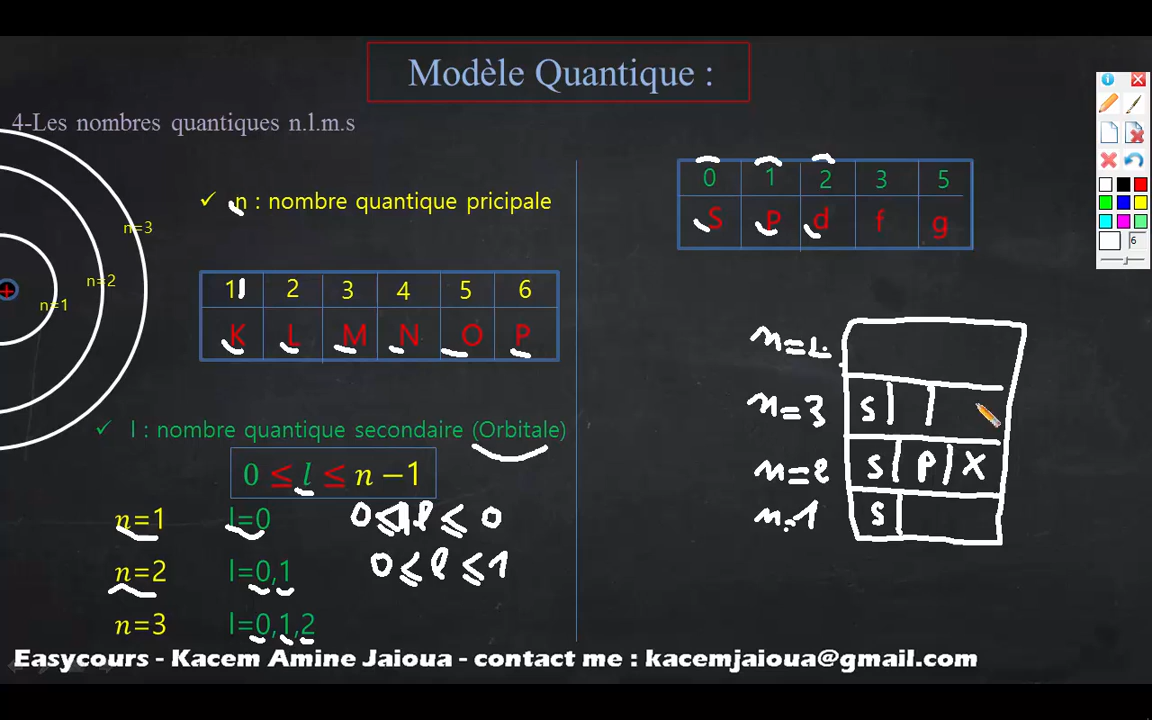 Modèle Quantique :
4-Les nombres quantiques n.l.m.s
✓ n : nombre quantique pricipale
n=3
n=2
n=1
+
1 2 3 4 5 6
K L M N O P
✓ l : nombre quantique secondaire (Orbitale)
0 ≤ l ≤ n −1
n=1 l=0 0≤ l ≤ 0
n=2 l=0,1 0 ≤ l ≤ 1
n=3 l=0,1,2
0 1 2 3 5
S P d f g
n=4
n=3 s
n=2 s p X
n=1 s
Easycours - Kacem Amine Jaioua - contact me : kacemjaioua@gmail.com
6